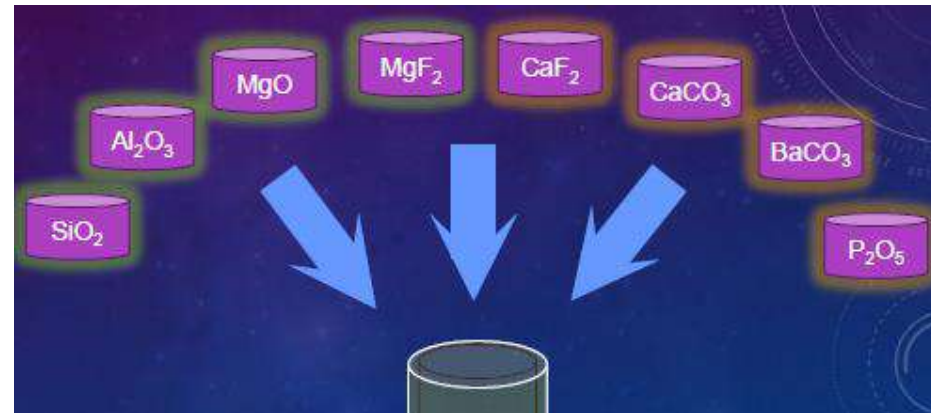 SiO₂
Al₂O₃
MgO
MgF₂
CaF₂
CaCO₃
BaCO₃
P₂O₅